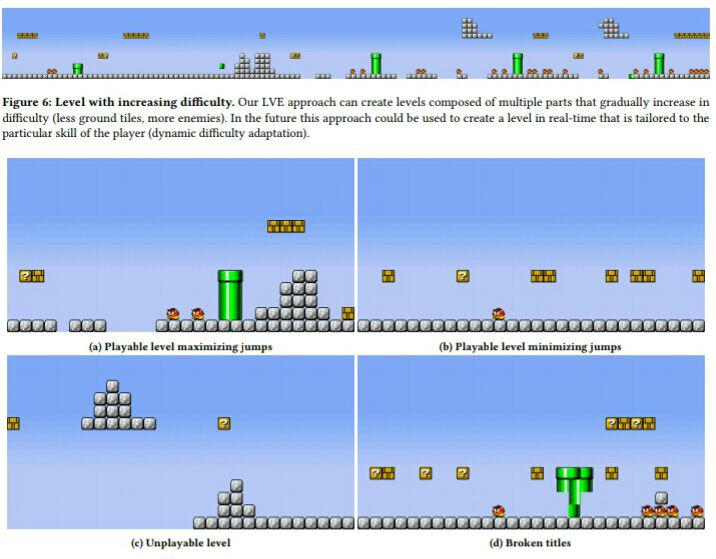 Figure 6: Level with increasing difficulty. Our LVE approach can create levels composed of multiple parts that gradually increase in
difficulty (less ground tiles, more enemies). In the future this approach could be used to create a level in real-time that is tailored to the
particular skill of the player (dynamic difficulty adaptation).
(a) Playable level maximizing jumps
(b) Playable level minimizing jumps
(c) Unplayable level
(d) Broken titles